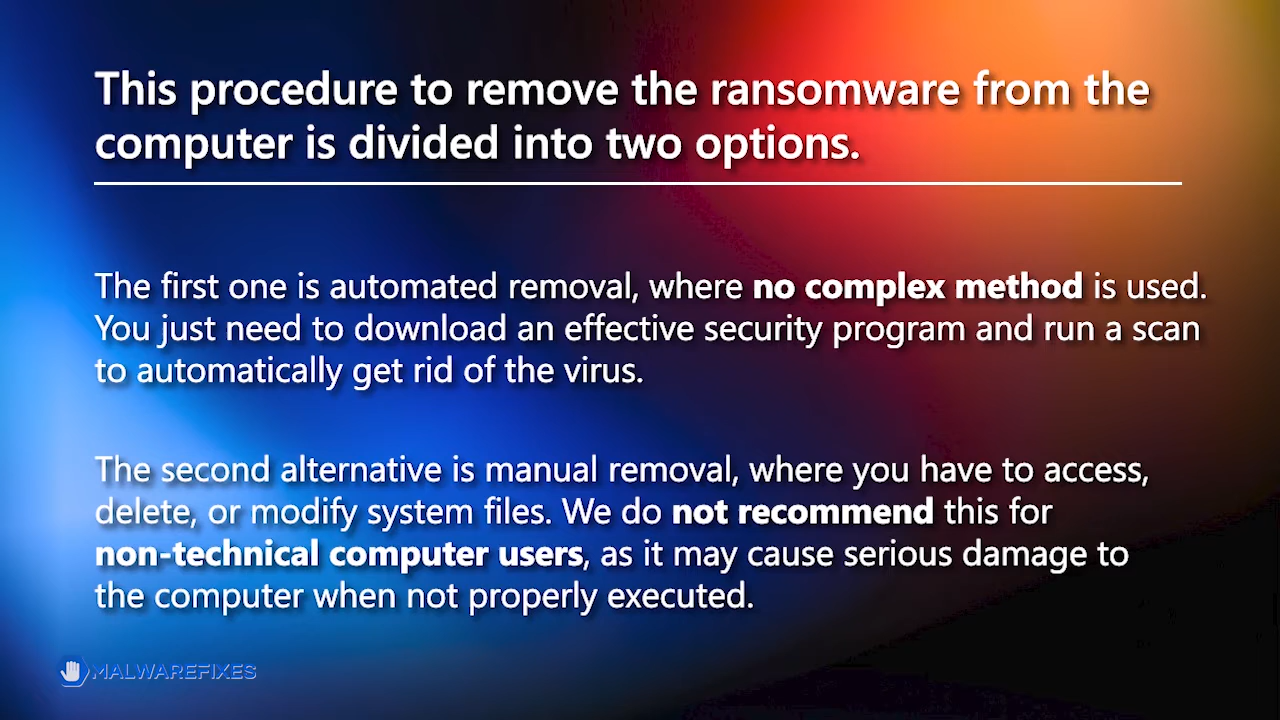 This procedure to remove the ransomware from the
computer is divided into two options.
The first one is automated removal, where no complex method is used.
You just need to download an effective security program and run a scan
to automatically get rid of the virus.
The second alternative is manual removal, where you have to access,
delete, or modify system files. We do not recommend this for
non-technical computer users, as it may cause serious damage to
the computer when not properly executed.
MALWAREFIXES